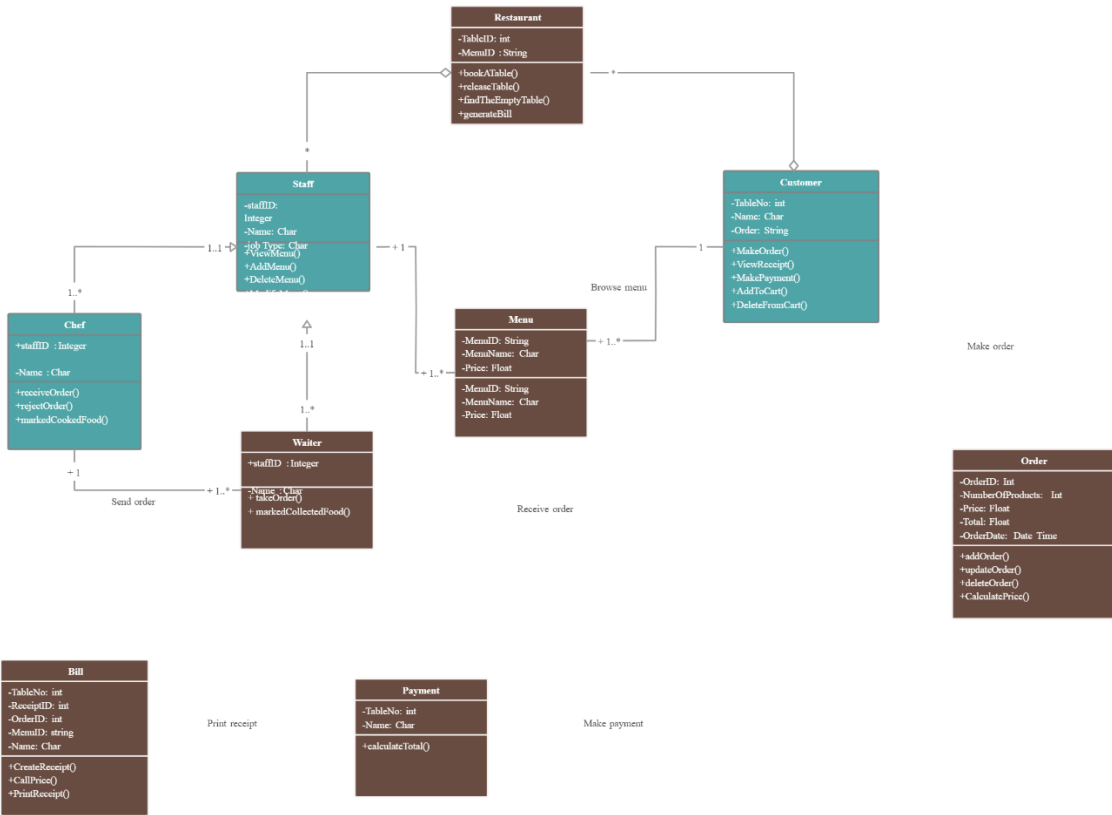 Restaurant
-TableID: int
-MenuID : String
+bookATable()
+releaseTable()
+findTheEmptyTable()
+generateBill
*
*
Staff
-staffID:
Integer
-Name: Char
-job Type: Char
+ViewMenu()
+AddMenu()
+DeleteMenu()
Customer
-TableNo: int
-Name: Char
-Order: String
+MakeOrder()
+ViewReceipt()
+MakePayment()
+AddToCart()
+DeleteFromCart()
1..1
+ 1
1
1..*
Browse menu
Chef
+staffID : Integer
-Name : Char
+receiveOrder()
+rejectOrder()
+markedCookedFood()
Menu
-MenuID: String
-MenuName: Char
-Price: Float
-MenuID: String
-MenuName: Char
-Price: Float
+ 1..*
Make order
1..1
+ 1..*
1..*
Waiter
+staffID : Integer
-Name : Char
+ takeOrder()
+ markedCollectedFood()
+ 1
+ 1..*
Send order
Receive order
Order
-OrderID: Int
-NumberOfProducts: Int
-Price: Float
-Total: Float
-OrderDate: Date Time
+addOrder()
+updateOrder()
+deleteOrder()
+CalculatePrice()
Bill
-TableNo: int
-ReceiptID: int
-OrderID: int
-MenuID: string
-Name: Char
+CreateReceipt()
+CallPrice()
+PrintReceipt()
Print receipt
Payment
-TableNo: int
-Name: Char
+calculateTotal()
Make payment